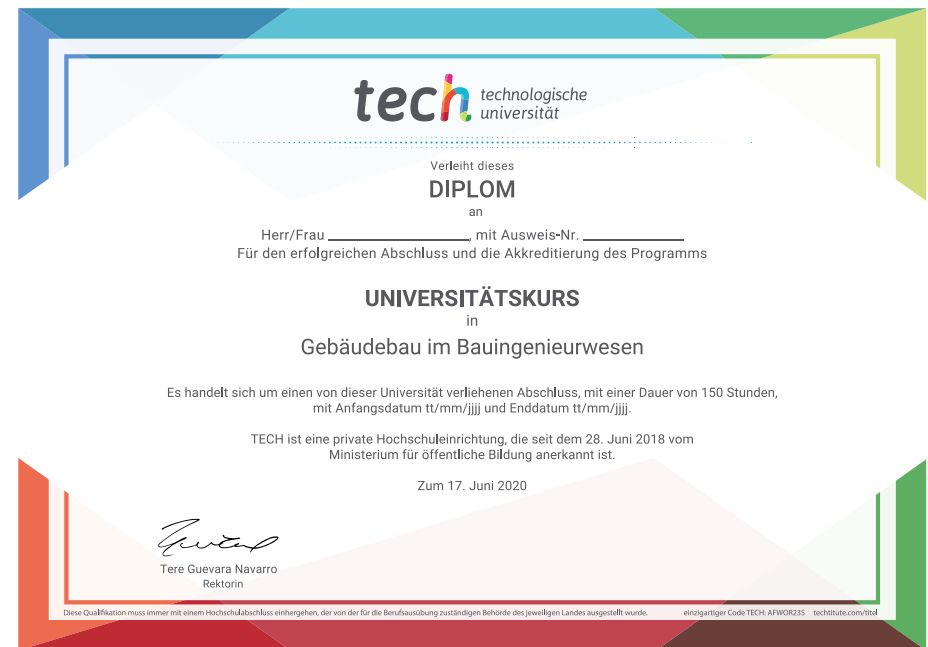 tech technologische
universität
Verleiht dieses
DIPLOM
an
Herr/Frau ____________________, mit Ausweis-Nr. ______________
Für den erfolgreichen Abschluss und die Akkreditierung des Programms
UNIVERSITÄTSKURS
in
Gebäudebau im Bauingenieurwesen
Es handelt sich um einen von dieser Universität verliehenen Abschluss, mit einer Dauer von 150 Stunden,
mit Anfangsdatum tt/mm/jjjj und Enddatum tt/mm/jjjj.
TECH ist eine private Hochschuleinrichtung, die seit dem 28. Juni 2018 vom
Ministerium für öffentliche Bildung anerkannt ist.
Zum 17. Juni 2020
Tere Guevara Navarro
Rektorin
Diese Qualifikation muss immer mit einem Hochschulabschluss einhergehen, der von der für die Berufsausübung zuständigen Behörde des jeweiligen Landes ausgestellt wurde. einzigartiger Code TECH: AFWOR23S techtitute.com/titel